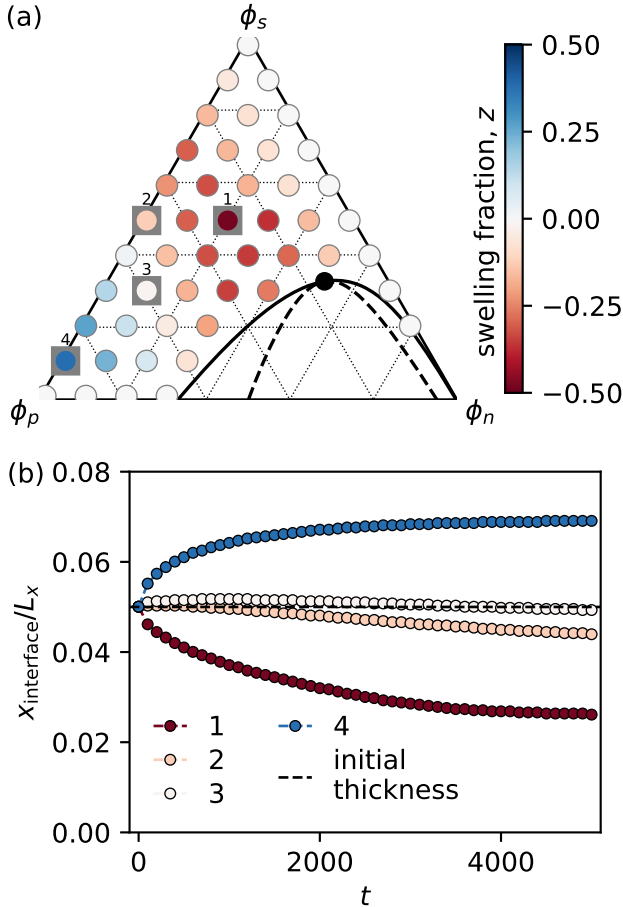 (a)
ϕs
0.50
0.25
0.00
−0.25
−0.50
swelling fraction, z
1
2
3
4
ϕp
ϕn
(b)
0.08
0.06
0.04
0.02
0.00
xinterface/Lx
1
2
3
4
initial
thickness
0
2000
4000
t